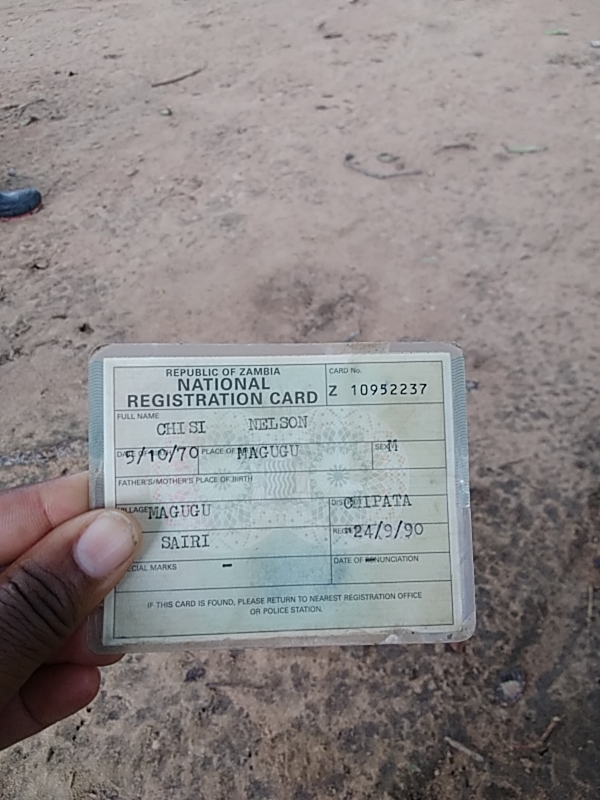 REPUBLIC OF ZAMBIA
NATIONAL
REGISTRATION CARD
CARD No.
Z 10952237
FULL NAME
CHISI NELSON
5/10/70 PLACE OF MAGUGU SEX M
FATHER'S/MOTHER'S PLACE OF BIRTH
MAGUGU CHIPATA
SAIRI 24/9/90
MARKS - DATE OF
IF THIS CARD IS FOUND, PLEASE RETURN TO NEAREST REGISTRATION OFFICE
OR POLICE STATION.